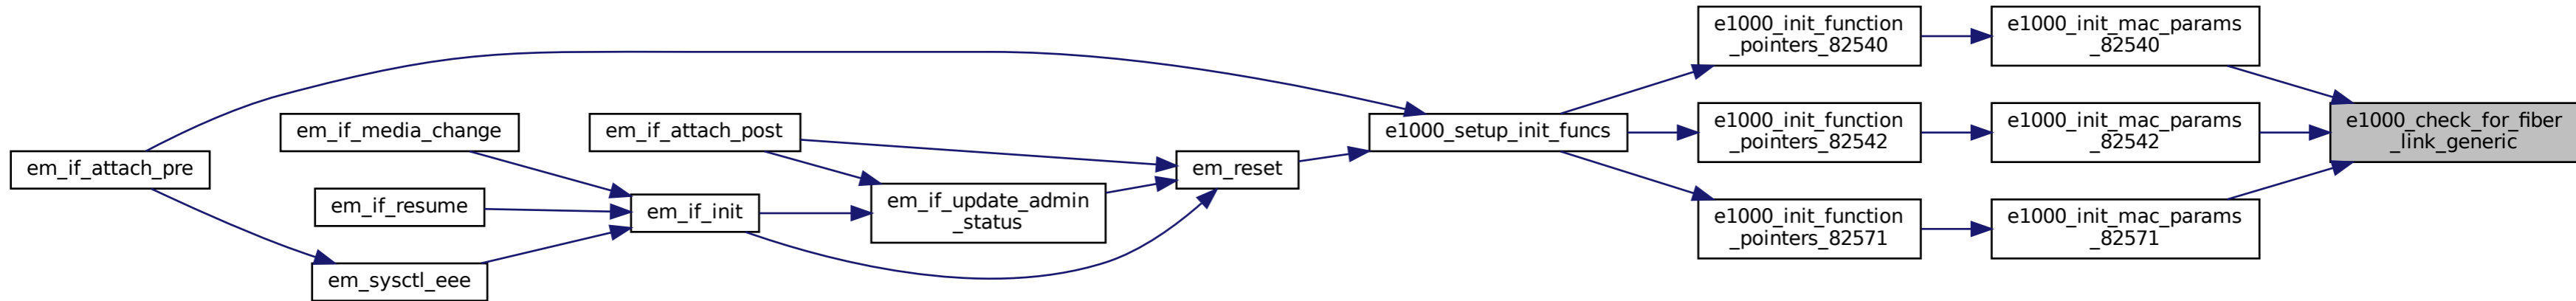 em_if_attach_pre
em_if_media_change
em_if_resume
em_sysctl_eee
em_if_attach_post
em_if_init
em_if_update_admin
_status
em_reset
e1000_setup_init_funcs
e1000_init_function
_pointers_82540
e1000_init_function
_pointers_82542
e1000_init_function
_pointers_82571
e1000_init_mac_params
_82540
e1000_init_mac_params
_82542
e1000_init_mac_params
_82571
e1000_check_for_fiber
_link_generic